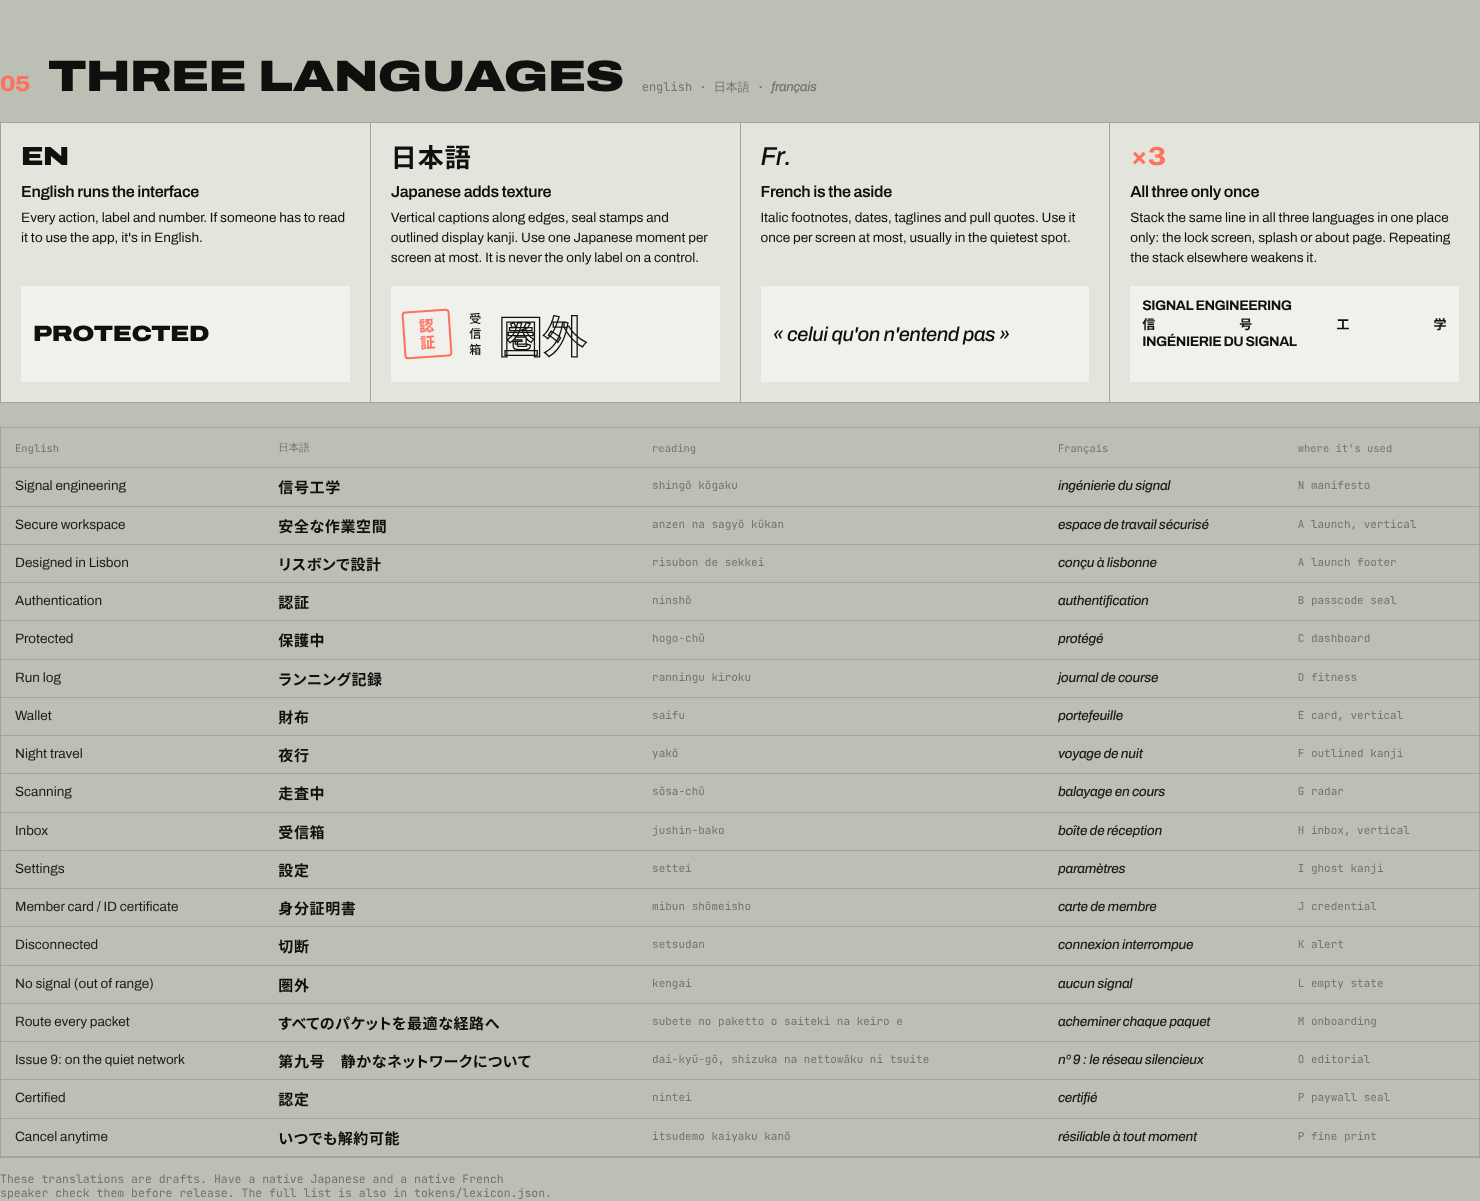 05 THREE LANGUAGES english · 日本語 · français
EN
English runs the interface
Every action, label and number. If someone has to read
it to use the app, it's in English.
PROTECTED
日本語
Japanese adds texture
Vertical captions along edges, seal stamps and
outlined display kanji. Use one Japanese moment per
screen at most. It is never the only label on a control.
認証
受信箱
圏外
Fr.
French is the aside
Italic footnotes, dates, taglines and pull quotes. Use it
once per screen at most, usually in the quietest spot.
« celui qu'on n'entend pas »
×3
All three only once
Stack the same line in all three languages in one place
only: the lock screen, splash or about page. Repeating
the stack elsewhere weakens it.
SIGNAL ENGINEERING
信 号 工 学
INGÉNIERIE DU SIGNAL
English 日本語 reading Français where it's used
Signal engineering 信号工学 shingō kōgaku ingénierie du signal N manifesto
Secure workspace 安全な作業空間 anzen na sagyō kūkan espace de travail sécurisé A launch, vertical
Designed in Lisbon リスボンで設計 risubon de sekkei conçu à lisbonne A launch footer
Authentication 認証 ninshō authentification B passcode seal
Protected 保護中 hogo-chū protégé C dashboard
Run log ランニング記録 ranningu kiroku journal de course D fitness
Wallet 財布 saifu portefeuille E card, vertical
Night travel 夜行 yakō voyage de nuit F outlined kanji
Scanning 走査中 sōsa-chū balayage en cours G radar
Inbox 受信箱 jushin-bako boîte de réception H inbox, vertical
Settings 設定 settei paramètres I ghost kanji
Member card / ID certificate 身分証明書 mibun shōmeisho carte de membre J credential
Disconnected 切断 setsudan connexion interrompue K alert
No signal (out of range) 圏外 kengai aucun signal L empty state
Route every packet すべてのパケットを最適な経路へ subete no paketto o saiteki na keiro e acheminer chaque paquet M onboarding
Issue 9: on the quiet network 第九号　静かなネットワークについて dai-kyū-gō, shizuka na nettowāku ni tsuite nº 9 : le réseau silencieux O editorial
Certified 認定 nintei certifié P paywall seal
Cancel anytime いつでも解約可能 itsudemo kaiyaku kanō résiliable à tout moment P fine print
These translations are drafts. Have a native Japanese and a native French
speaker check them before release. The full list is also in tokens/lexicon.json.